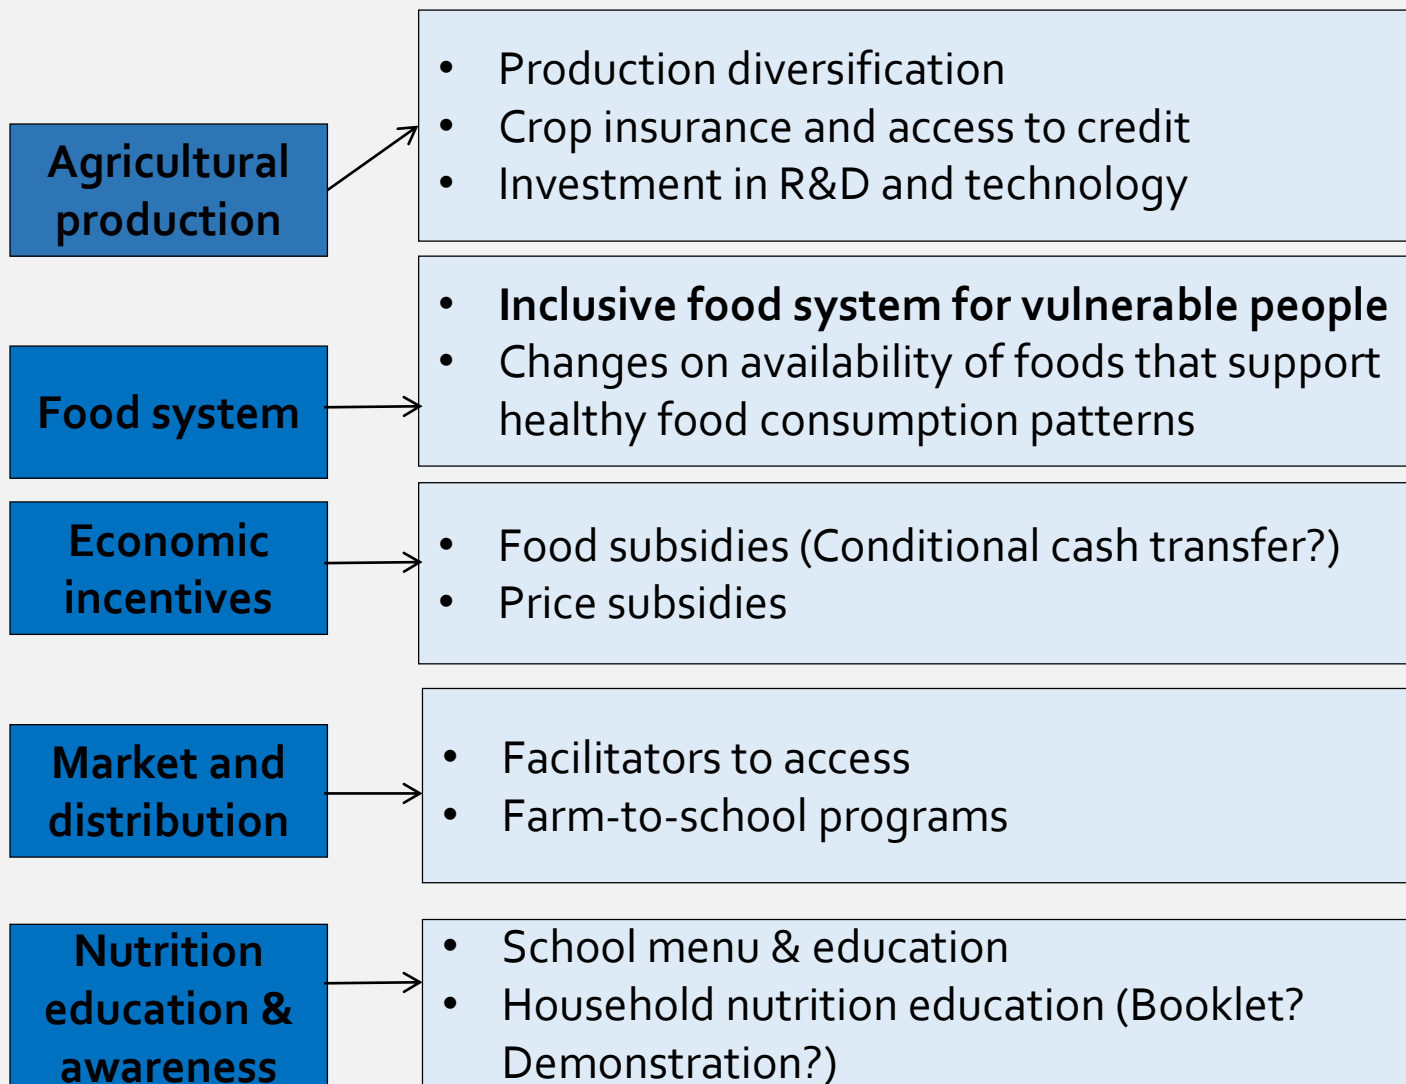 Agricultural
production
• Production diversification
• Crop insurance and access to credit
• Investment in R&D and technology
Food system
• Inclusive food system for vulnerable people
• Changes on availability of foods that support
healthy food consumption patterns
Economic
incentives
• Food subsidies (Conditional cash transfer?)
• Price subsidies
Market and
distribution
• Facilitators to access
• Farm-to-school programs
Nutrition
education &
awareness
• School menu & education
• Household nutrition education (Booklet?
Demonstration?)